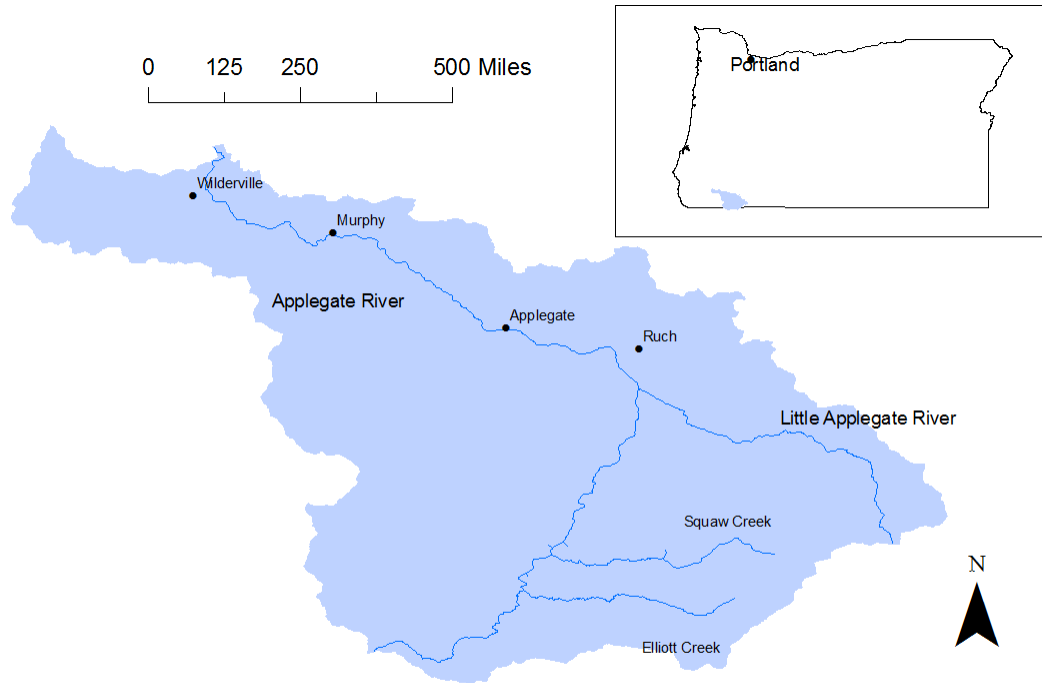 0 125 250 500 Miles
Portland
Wilderville
Murphy
Applegate River
Applegate
Ruch
Little Applegate River
Squaw Creek
N
Elliott Creek